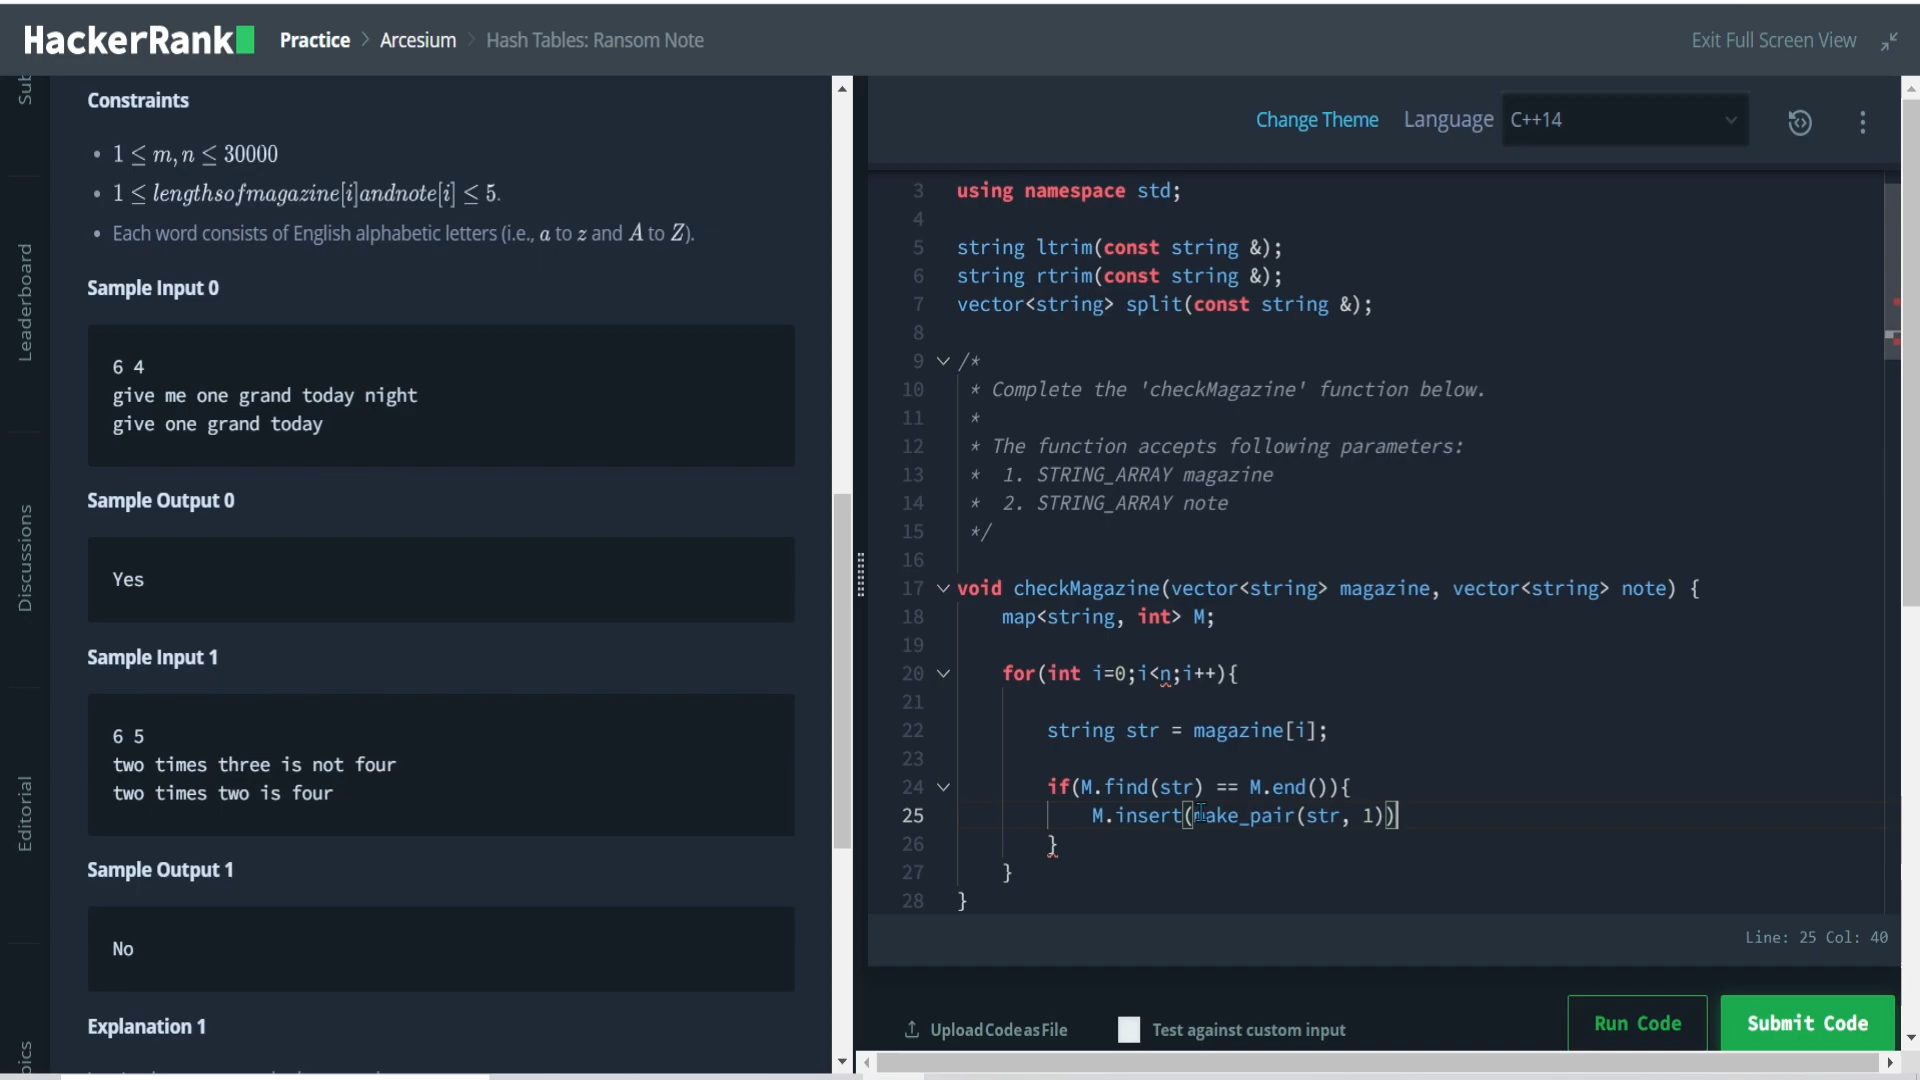 HackerRank
Practice > Arcesium > Hash Tables: Ransom Note
Exit Full Screen View
Leaderboard
Discussions
Editorial
Constraints
• 1 ≤ m, n ≤ 30000
• 1 ≤ lengthsofmagazine[i]andnote[i] ≤ 5.
• Each word consists of English alphabetic letters (i.e., a to z and A to Z).
Sample Input 0
6 4
give me one grand today night
give one grand today
Sample Output 0
Yes
Sample Input 1
6 5
two times three is not four
two times two is four
Sample Output 1
No
Explanation 1
Change Theme Language C++14
3 using namespace std;
4
5 string ltrim(const string &);
6 string rtrim(const string &);
7 vector<string> split(const string &);
8
9 /*
10 * Complete the 'checkMagazine' function below.
11 *
12 * The function accepts following parameters:
13 * 1. STRING_ARRAY magazine
14 * 2. STRING_ARRAY note
15 */
16
17 void checkMagazine(vector<string> magazine, vector<string> note) {
18 map<string, int> M;
19
20 for(int i=0;i<n;i++){
21
22 string str = magazine[i];
23
24 if(M.find(str) == M.end()){
25 M.insert(make_pair(str, 1))
26 }
27 }
28 }
Line: 25 Col: 40
Upload Code as File
Test against custom input
Run Code
Submit Code